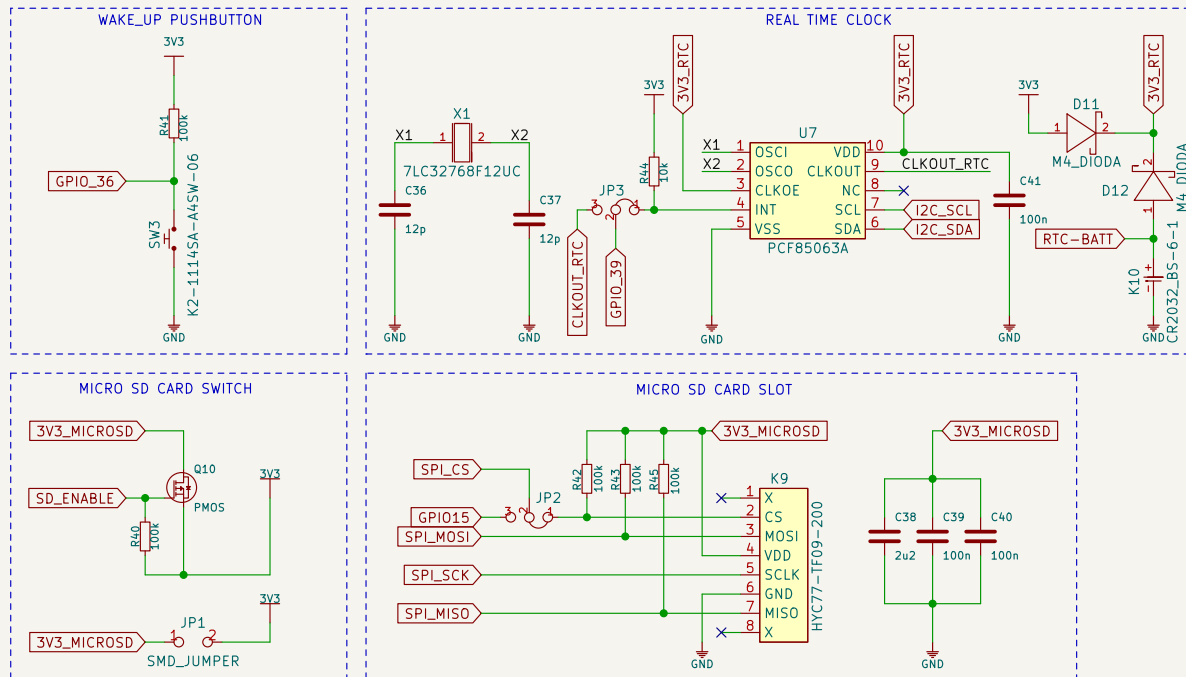 WAKE_UP PUSHBUTTON
3V3
R41
100k
GPIO_36
SW3
K2-1114SA-A4SW-06
GND
REAL TIME CLOCK
X1
X1
1
2
X2
7LC32768F12UC
C36
12p
C37
12p
GND
GND
3V3
3V3_RTC
R44
10k
JP3
3
2
1
CLKOUT_RTC
GPIO_39
U7
X1
1
OSCI
X2
2
OSCO
3
CLKOE
4
INT
5
VSS
VDD
10
CLKOUT
9
CLKOUT_RTC
NC
8
SCL
7
I2C_SCL
SDA
6
I2C_SDA
PCF85063A
GND
3V3_RTC
C41
100n
GND
3V3
D11
1
2
M4_DIODA
3V3_RTC
2
D12
1
M4_DIODA
RTC-BATT
K10
+
-
CR2032_BS-6-1
GND
MICRO SD CARD SWITCH
3V3_MICROSD
Q10
PMOS
SD_ENABLE
R40
100k
3V3
3V3
3V3_MICROSD
JP1
1
2
SMD_JUMPER
MICRO SD CARD SLOT
3V3_MICROSD
SPI_CS
R42
100k
R43
100k
R45
100k
JP2
3
2
1
GPIO15
SPI_MOSI
SPI_SCK
SPI_MISO
K9
1
X
2
CS
3
MOSI
4
VDD
5
SCLK
6
GND
7
MISO
8
X
HYC77-TF09-200
GND
3V3_MICROSD
C38
2u2
C39
100n
C40
100n
GND